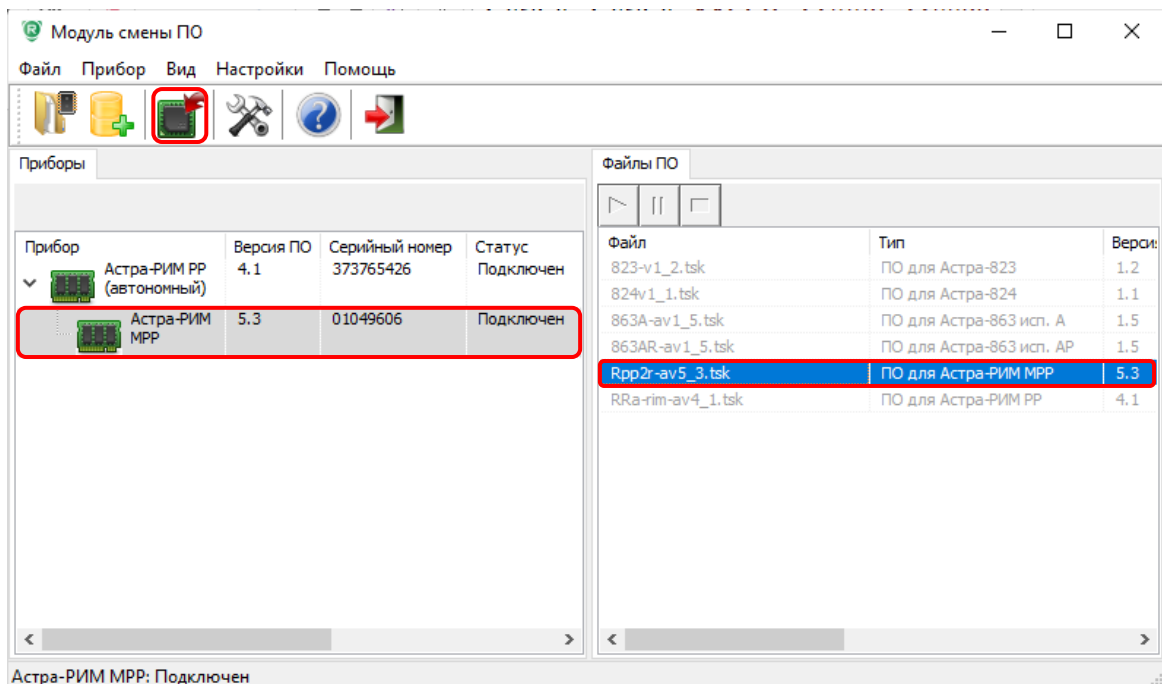 Модуль смены ПО
Файл Прибор Вид Настройки Помощь
Приборы
Прибор Версия ПО Серийный номер Статус
Астра-РИМ РР (автономный) 4.1 373765426 Подключен
Астра-РИМ МРР 5.3 01049606 Подключен
Файлы ПО
Файл Тип
823-v1_2.tsk ПО для Астра-823 1.2
824v1_1.tsk ПО для Астра-824 1.1
863A-av1_5.tsk ПО для Астра-863 исп. А 1.5
863AR-av1_5.tsk ПО для Астра-863 исп. АР 1.5
Rpp2r-av5_3.tsk ПО для Астра-РИМ МРР 5.3
RRa-rim-av4_1.tsk ПО для Астра-РИМ РР 4.1
Астра-РИМ МРР: Подключен